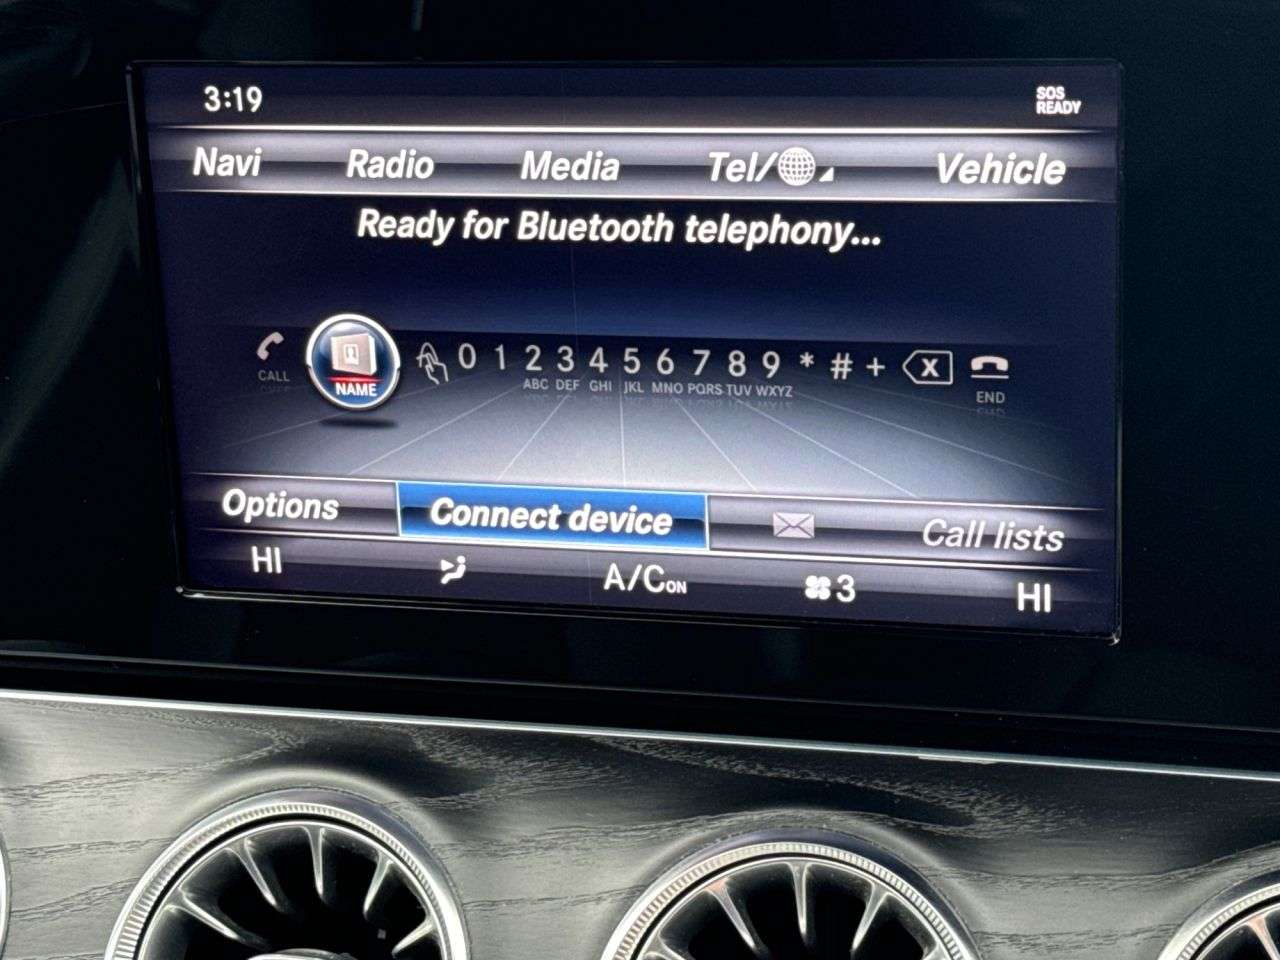 3:19
SOS
READY
Navi Radio Media Tel/ Vehicle
Ready for Bluetooth telephony...
CALL NAME 0 1 2 3 4 5 6 7 8 9 * # + X END
ABC DEF GHI JKL MNO PQRS TUV WXYZ
Options Connect device Call lists
HI A/C ON 3 HI